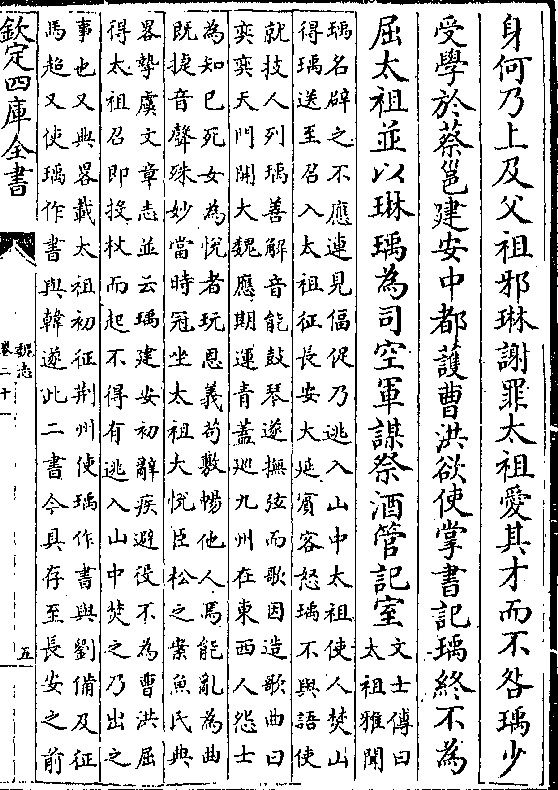 身何乃上及父祖邪琳謝罪太祖愛其才而不咎瑀少
受學於蔡邕建安中都護曹洪欲使掌書記瑀終不為
屈太祖並以琳瑀為司空軍謀祭酒管記室
文士傳曰
太祖雅聞
瑀名辟之不應連見偪促乃逃入山中太祖使人焚山
得瑀送至召入太祖征長安大延賓客怒瑀不與語使
就技人列瑀善解音能鼓琴遂撫弦而歌因造歌曲曰
奕奕天門開大魏應期運青蓋巡九州在東西人怨士
為知巳死女為悅者玩恩義苟敷暢他人焉能亂為曲
既捷音聲殊妙當時冠坐太祖大悅臣松之案魚氏典
畧摯虞文章志並云瑀建安初辭疾避役不為曹洪屈
得太祖召即投杖而起不得有逃入山中焚之乃出之
事也又典畧載太祖初征荆州使瑀作書與劉備及征
馬超又使瑀作書與韓遂此二書今具存至長安之前
欽定四庫全書
魏志
卷二十一
五